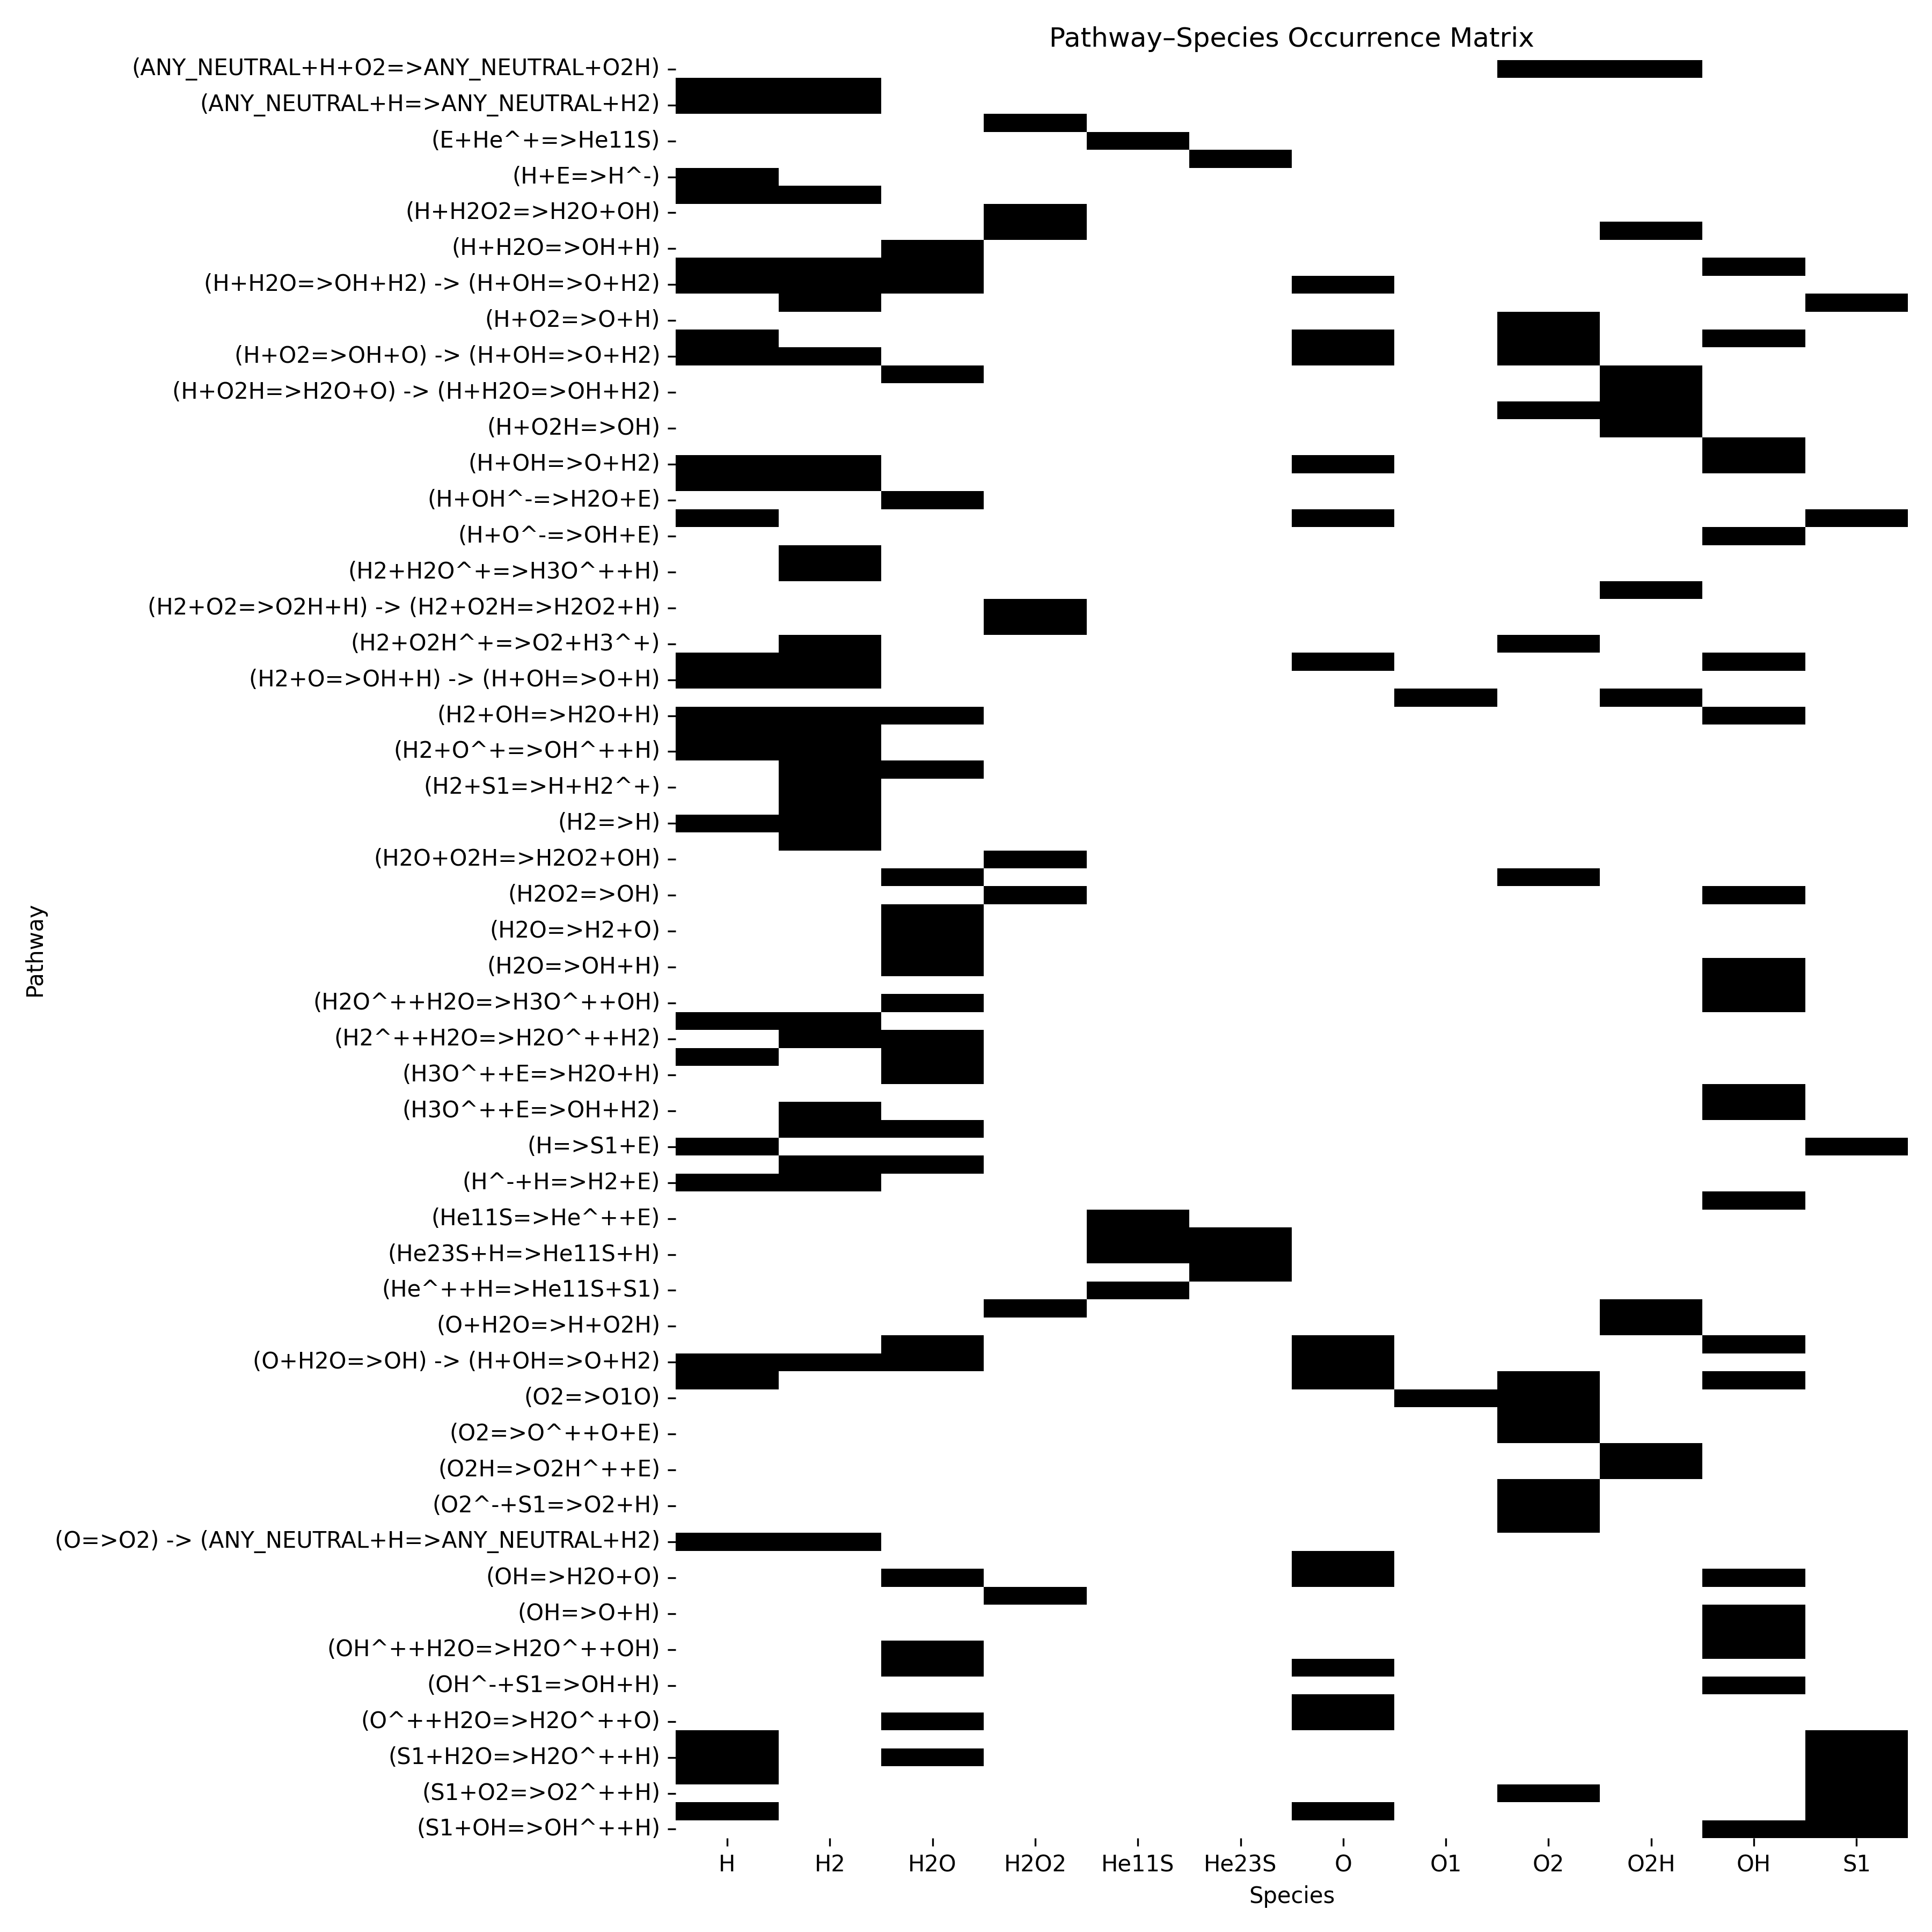 Pathway–Species Occurrence Matrix
(ANY_NEUTRAL+H+O2=>ANY_NEUTRAL+O2H)
(ANY_NEUTRAL+H=>ANY_NEUTRAL+H2)
(E+He^+=>He11S)
(H+E=>H^-)
(H+H2O2=>H2O+OH)
(H+H2O=>OH+H)
(H+H2O=>OH+H2) -> (H+OH=>O+H2)
(H+O2=>O+H)
(H+O2=>OH+O) -> (H+OH=>O+H2)
(H+O2H=>H2O+O) -> (H+H2O=>OH+H2)
(H+O2H=>OH)
(H+OH=>O+H2)
(H+OH^-=>H2O+E)
(H+O^-=>OH+E)
(H2+H2O^+=>H3O^++H)
(H2+O2=>O2H+H) -> (H2+O2H=>H2O2+H)
(H2+O2H^+=>O2+H3^+)
(H2+O=>OH+H) -> (H+OH=>O+H)
(H2+OH=>H2O+H)
(H2+O^+=>OH^++H)
(H2+S1=>H+H2^+)
(H2=>H)
(H2O+O2H=>H2O2+OH)
(H2O2=>OH)
(H2O=>H2+O)
(H2O=>OH+H)
(H2O^++H2O=>H3O^++OH)
(H2^++H2O=>H2O^++H2)
(H3O^++E=>H2O+H)
(H3O^++E=>OH+H2)
(H=>S1+E)
(H^-+H=>H2+E)
(He11S=>He^++E)
(He23S+H=>He11S+H)
(He^++H=>He11S+S1)
(O+H2O=>H+O2H)
(O+H2O=>OH) -> (H+OH=>O+H2)
(O2=>O1O)
(O2=>O^++O+E)
(O2H=>O2H^++E)
(O2^-+S1=>O2+H)
(O=>O2) -> (ANY_NEUTRAL+H=>ANY_NEUTRAL+H2)
(OH=>H2O+O)
(OH=>O+H)
(OH^++H2O=>H2O^++OH)
(OH^-+S1=>OH+H)
(O^++H2O=>H2O^++O)
(S1+H2O=>H2O^++H)
(S1+O2=>O2^++H)
(S1+OH=>OH^++H)
Pathway
H H2 H2O H2O2 He11S He23S O O1 O2 O2H OH S1
Species